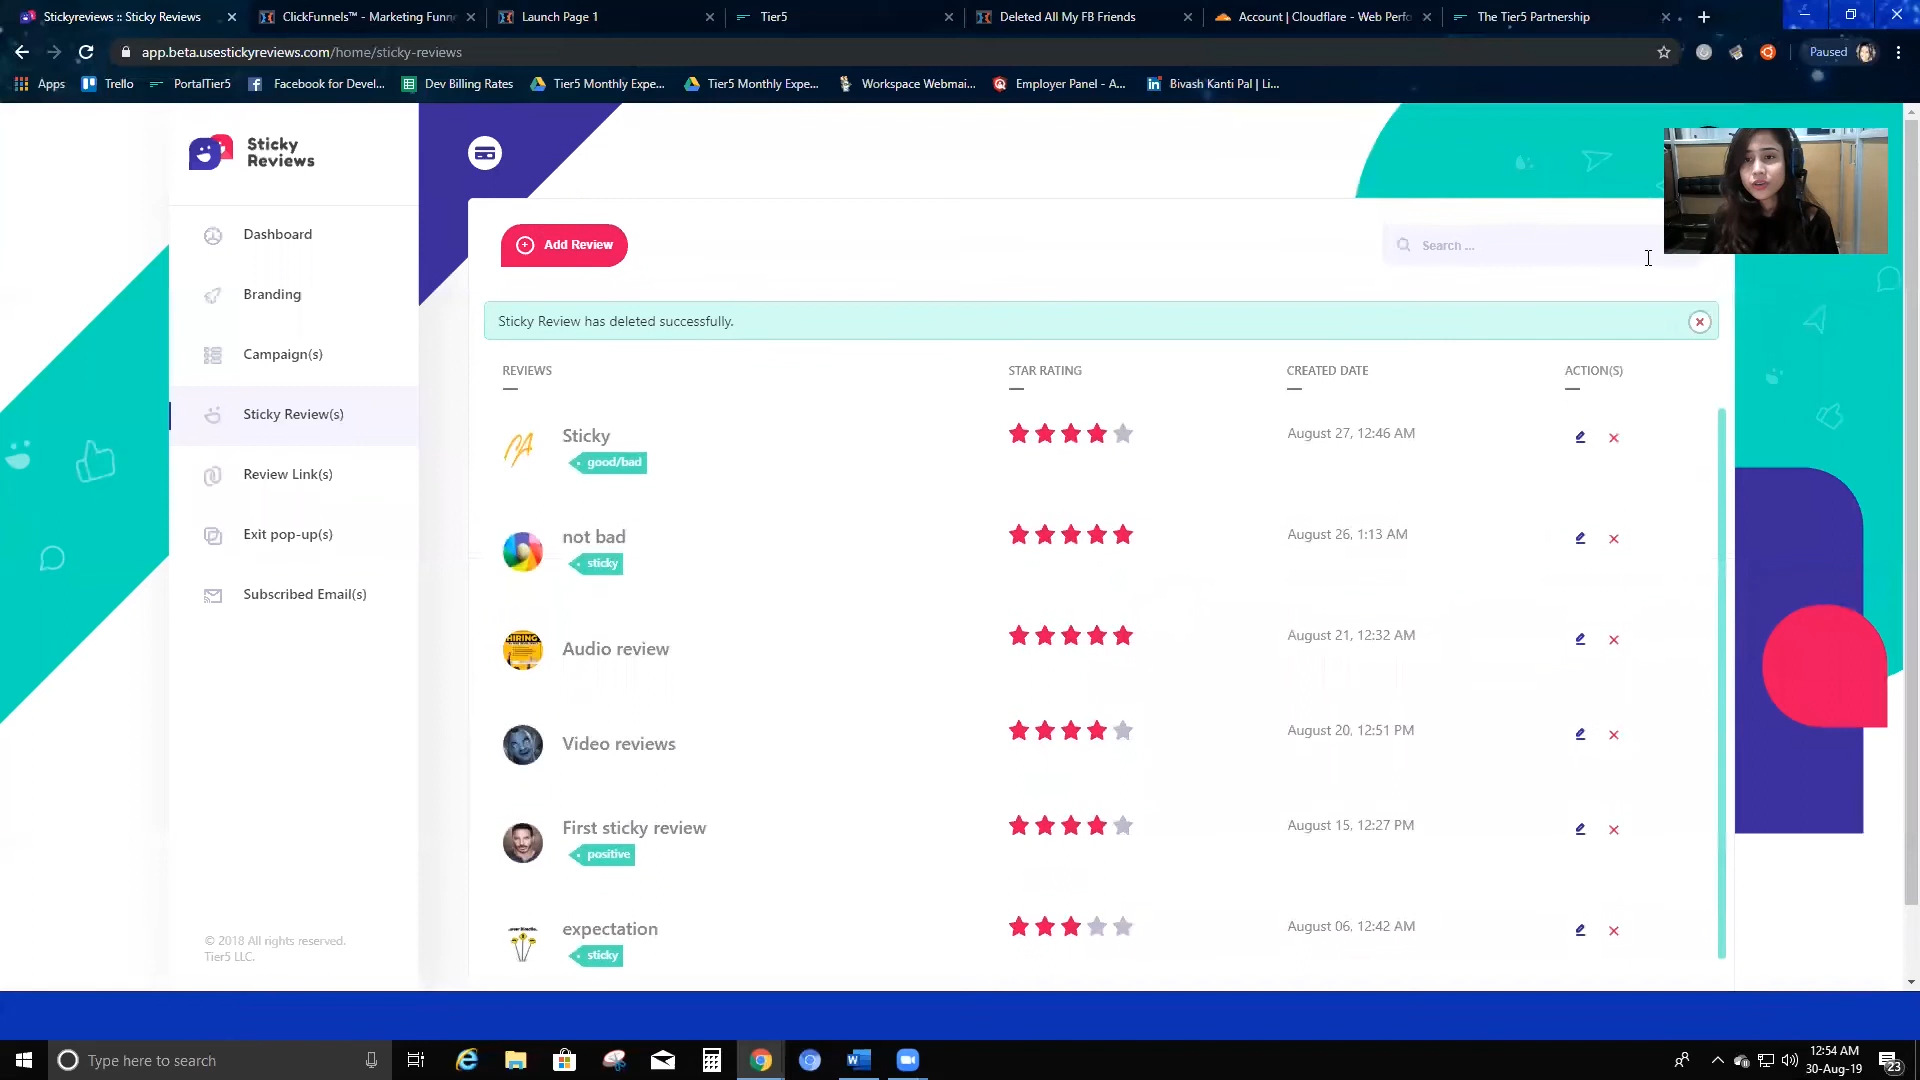 Stickyreviews :: Sticky Reviews
ClickFunnels™ - Marketing Funn
Launch Page 1
Tier5
Deleted All My FB Friends
Account | Cloudflare - Web Perfo
The Tier5 Partnership
app.beta.usestickyreviews.com/home/sticky-reviews
Paused
Apps
Trello
PortalTier5
Facebook for Devel...
Dev Billing Rates
Tier5 Monthly Expe...
Tier5 Monthly Expe...
Workspace Webmai...
Employer Panel - A...
Bivash Kanti Pal | Li...
Sticky
Reviews
Dashboard
Branding
Campaign(s)
Sticky Review(s)
Review Link(s)
Exit pop-up(s)
Subscribed Email(s)
© 2018 All rights reserved.
Tier5 LLC.
Add Review
Search ...
Sticky Review has deleted successfully.
REVIEWS STAR RATING CREATED DATE ACTION(S)
Sticky August 27, 12:46 AM
good/bad
not bad August 26, 1:13 AM
sticky
HIRING
Audio review August 21, 12:32 AM
Video reviews August 20, 12:51 PM
First sticky review August 15, 12:27 PM
positive
expectation August 06, 12:42 AM
sticky
Type here to search
12:54 AM
30-Aug-19
23